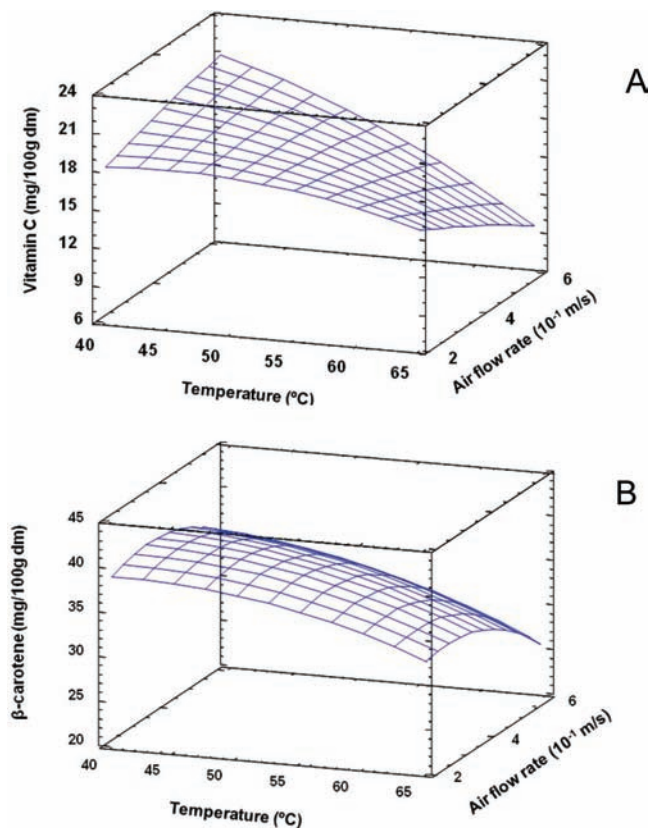 A
24
21
18
15
12
9
6
Vitamin C (mg/100g dm)
40 45 50 55 60 65
Temperature (ºC)
2 4 6
Air flow rate (10⁻¹ m/s)
B
45
40
35
30
25
20
β-carotene (mg/100g dm)
40 45 50 55 60 65
Temperature (ºC)
2 4 6
Air flow rate (10⁻¹ m/s)